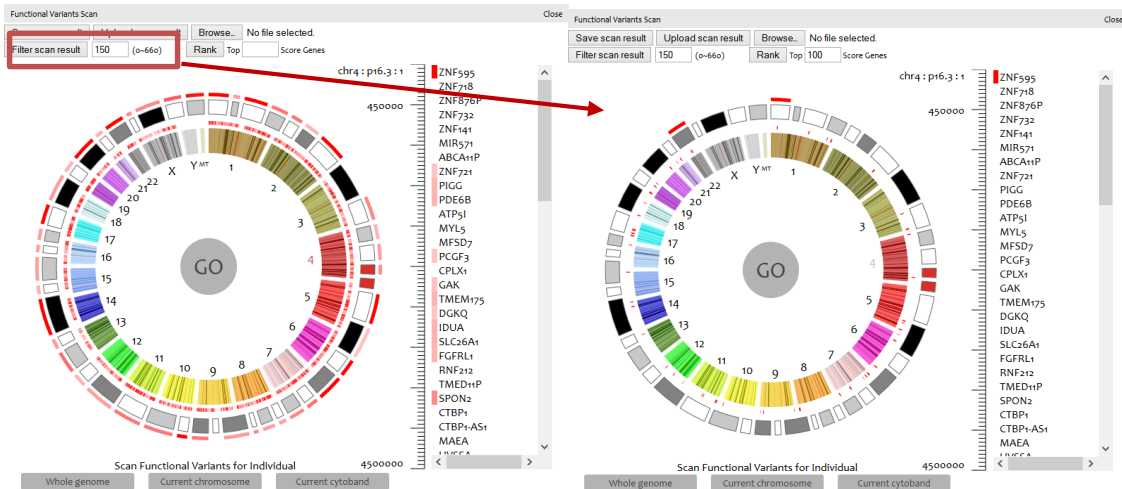 Functional Variants Scan
Close
Browse..
No file selected.
Filter scan result
150
(0~660)
Rank
Top
Score Genes
chr4 : p16.3 : 1
450000
4500000
ZNF595
ZNF718
ZNF876P
ZNF732
ZNF141
MIR571
ABCA11P
ZNF721
PIGG
PDE6B
ATP5I
MYL5
MFSD7
PCGF3
CPLX1
GAK
TMEM175
DGKQ
IDUA
SLC26A1
FGFRL1
RNF212
TMED11P
SPON2
CTBP1
CTBP1-AS1
MAEA
1
2
3
4
5
6
7
8
9
10
11
12
13
14
15
16
17
18
19
20
21
22
X
Y
MT
GO
Scan Functional Variants for Individual
Whole genome
Current chromosome
Current cytoband
Functional Variants Scan
Close
Save scan result
Upload scan result
Browse..
No file selected.
Filter scan result
150
(0~660)
Rank
Top
100
Score Genes
chr4 : p16.3 : 1
450000
4500000
ZNF595
ZNF718
ZNF876P
ZNF732
ZNF141
MIR571
ABCA11P
ZNF721
PIGG
PDE6B
ATP5I
MYL5
MFSD7
PCGF3
CPLX1
GAK
TMEM175
DGKQ
IDUA
SLC26A1
FGFRL1
RNF212
TMED11P
SPON2
CTBP1
CTBP1-AS1
MAEA
1
2
3
4
5
6
7
8
9
10
11
12
13
14
15
16
17
18
19
20
21
22
X
Y
MT
GO
Scan Functional Variants for Individual
Whole genome
Current chromosome
Current cytoband